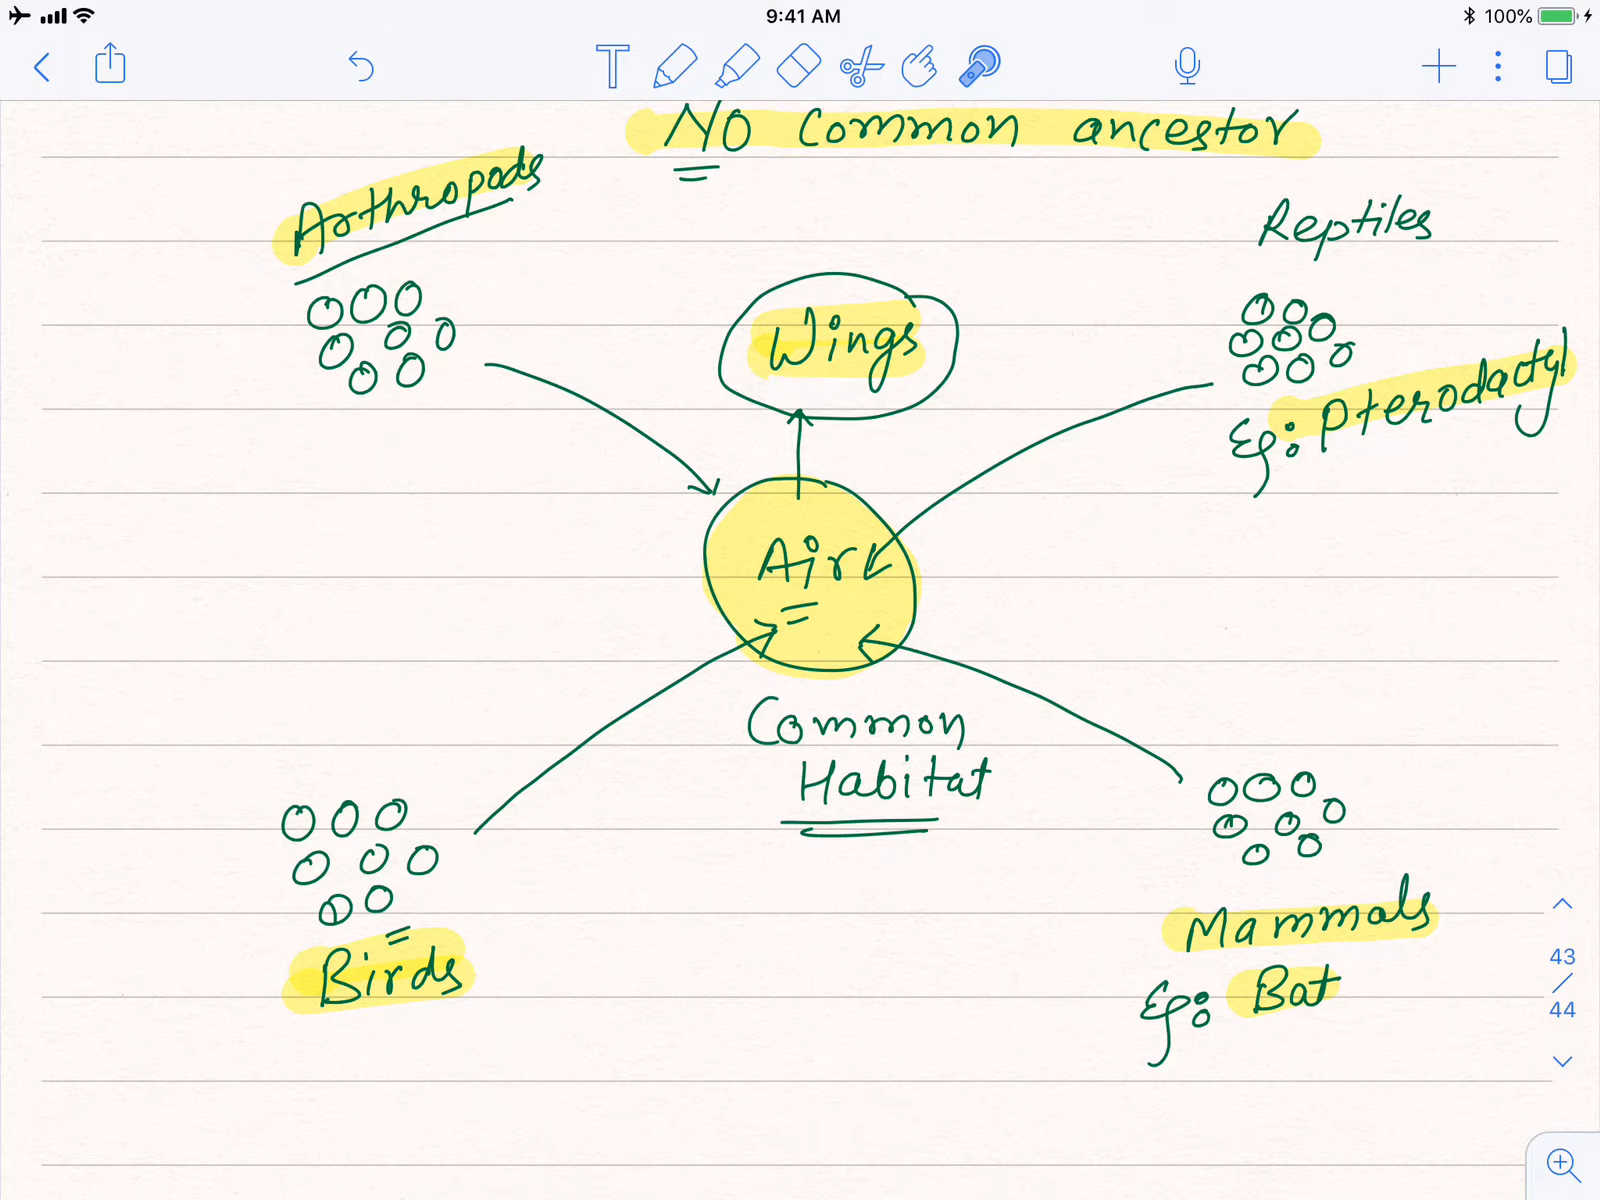 9:41 AM
100%
No Common ancestor
Arthropods
Reptiles
Wings
Eg: Pterodactyl
Air
Common
Habitat
Birds
Mammals
Eg: Bat
43
44